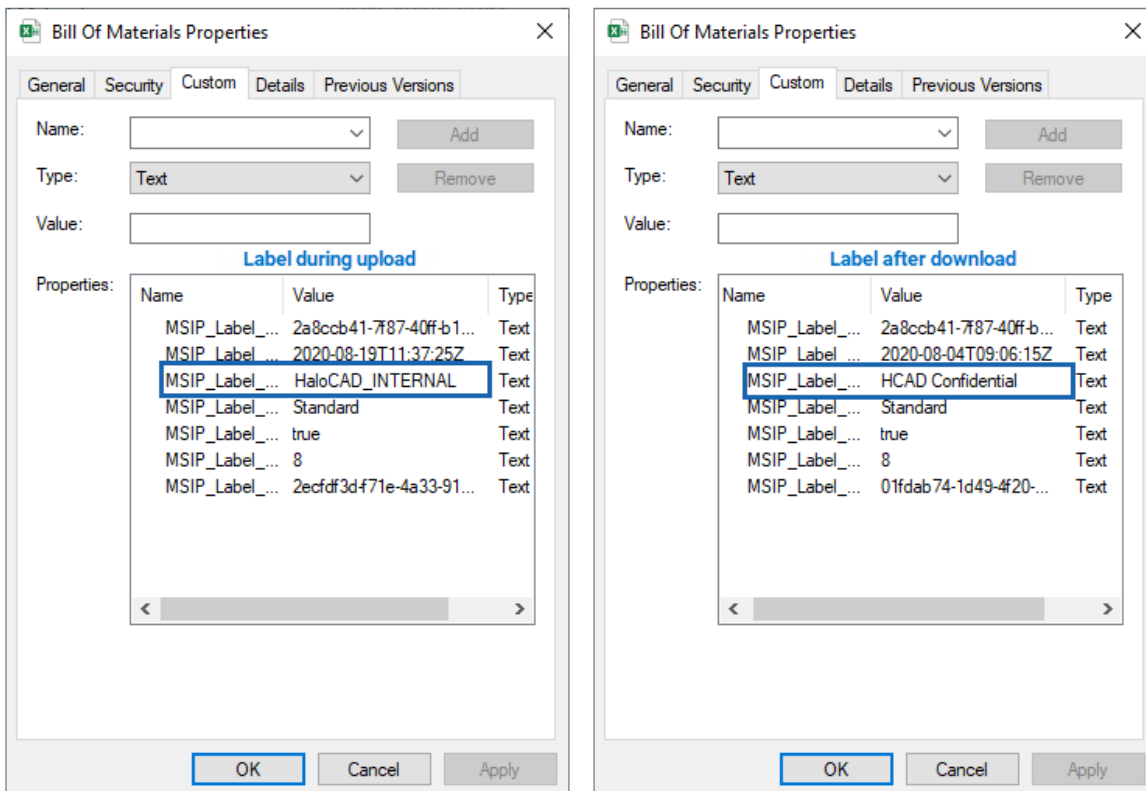 Bill Of Materials Properties
General Security Custom Details Previous Versions
Name: Add
Type: Text Remove
Value:
Label during upload
Properties:
Name Value Type
MSIP_Label_... 2a8ccb41-7f87-40ff-b1... Text
MSIP_Label_... 2020-08-19T11:37:25Z Text
MSIP_Label_... HaloCAD_INTERNAL Text
MSIP_Label_... Standard Text
MSIP_Label_... true Text
MSIP_Label_... 8 Text
MSIP_Label_... 2ecfdf3d-f71e-4a33-91... Text
OK Cancel Apply
Bill Of Materials Properties
General Security Custom Details Previous Versions
Name: Add
Type: Text Remove
Value:
Label after download
Properties:
Name Value Type
MSIP_Label_... 2a8ccb41-7f87-40ff-b... Text
MSIP_Label_... 2020-08-04T09:06:15Z Text
MSIP_Label_... HCAD Confidential Text
MSIP_Label_... Standard Text
MSIP_Label_... true Text
MSIP_Label_... 8 Text
MSIP_Label_... 01fdab74-1d49-4f20-... Text
OK Cancel Apply